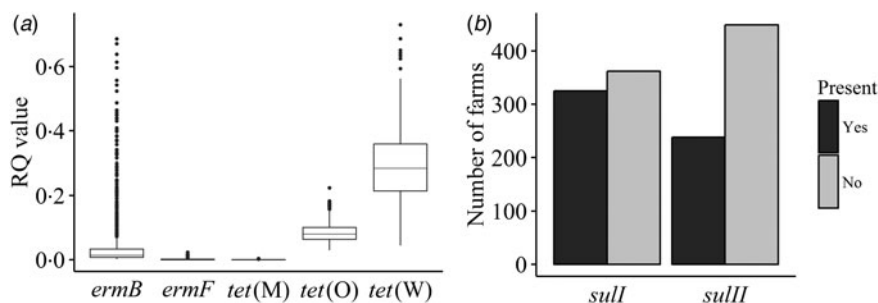 (a)
RQ value
0·6
0·4
0·2
0·0
ermB ermF tet(M) tet(O) tet(W)
(b)
Number of farms
400
300
200
100
0
sulI sulII
Present
Yes
No